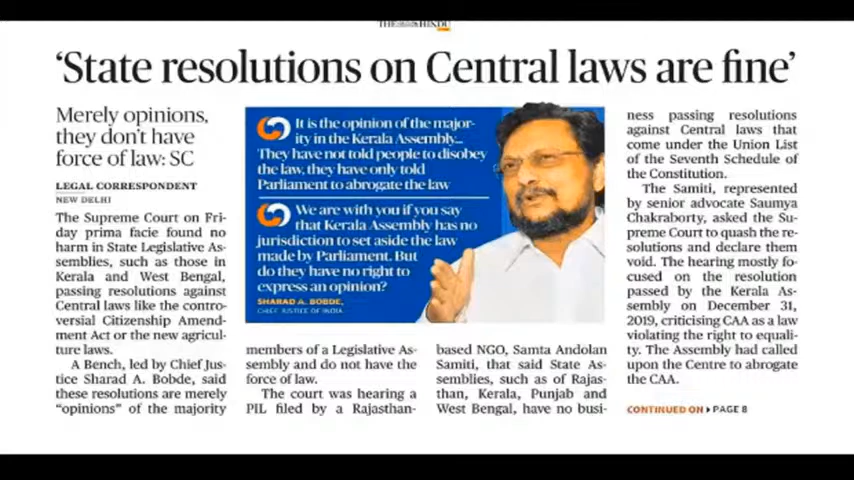 THE HINDU
‘State resolutions on Central laws are fine’
Merely opinions,
they don't have
force of law: SC
LEGAL CORRESPONDENT
NEW DELHI
The Supreme Court on Fri-
day prima facie found no
harm in State Legislative As-
semblies, such as those in
Kerala and West Bengal,
passing resolutions against
Central laws like the contro-
versial Citizenship Amend-
ment Act or the new agricul-
ture laws.
A Bench, led by Chief Jus-
tice Sharad A. Bobde, said
these resolutions are merely
“opinions” of the majority
It is the opinion of the major-
ity in the Kerala Assembly...
They have not told people to disobey
the law, they have only told
Parliament to abrogate the law
We are with you if you say
that Kerala Assembly has no
jurisdiction to set aside the law
made by Parliament. But
do they have no right to
express an opinion?
SHARAD A. BOBDE,
CHIEF JUSTICE OF INDIA
members of a Legislative As-
sembly and do not have the
force of law.
The court was hearing a
PIL filed by a Rajasthan-
based NGO, Samta Andolan
Samiti, that said State As-
semblies, such as of Rajas-
than, Kerala, Punjab and
West Bengal, have no busi-
ness passing resolutions
against Central laws that
come under the Union List
of the Seventh Schedule of
the Constitution.
The Samiti, represented
by senior advocate Saumya
Chakraborty, asked the Su-
preme Court to quash the re-
solutions and declare them
void. The hearing mostly fo-
cused on the resolution
passed by the Kerala As-
sembly on December 31,
2019, criticising CAA as a law
violating the right to equali-
ty. The Assembly had called
upon the Centre to abrogate
the CAA.
CONTINUED ON PAGE 8